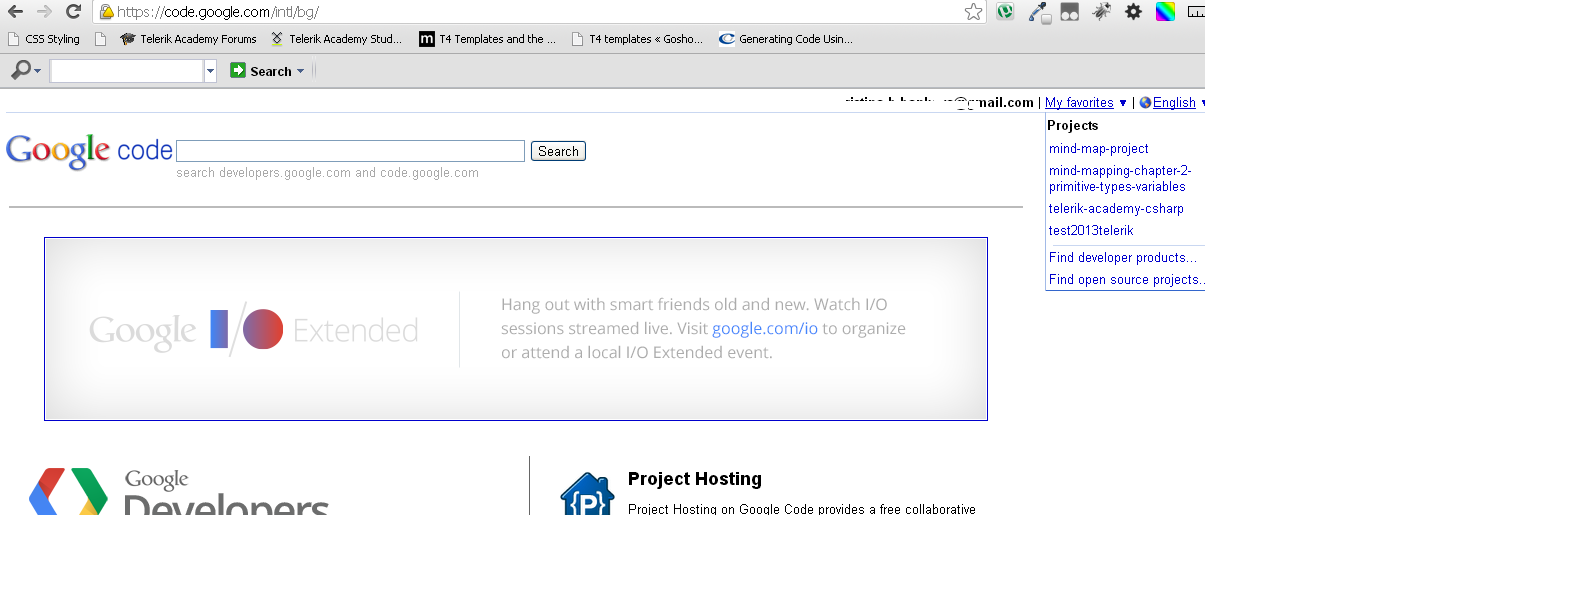 https://code.google.com/intl/bg/
CSS Styling Telerik Academy Forums Telerik Academy Stud... T4 Templates and the ... T4 templates « Gosho... Generating Code Usin...
Search
| My favorites ▼ | English
Google code Search
search developers.google.com and code.google.com
Projects
mind-map-project
mind-mapping-chapter-2-
primitive-types-variables
telerik-academy-csharp
test2013telerik
Find developer products...
Find open source projects..
Google I/O Extended
Hang out with smart friends old and new. Watch I/O
sessions streamed live. Visit google.com/io to organize
or attend a local I/O Extended event.
Google
Developers
{P}
Project Hosting
Project Hosting on Google Code provides a free collaborative